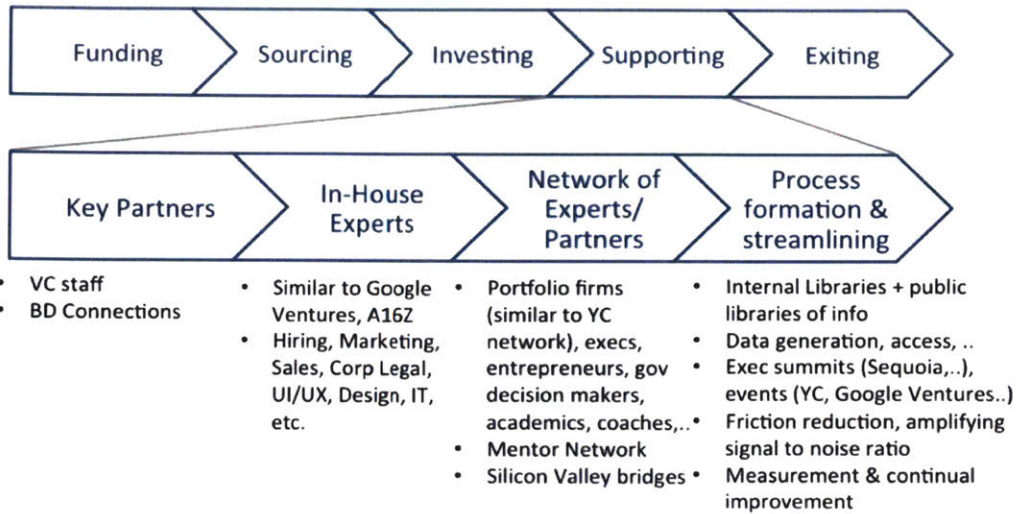 Funding
Sourcing
Investing
Supporting
Exiting
Key Partners
In-House
Experts
Network of
Experts/
Partners
Process
formation &
streamlining
• VC staff
• BD Connections
• Similar to Google
Ventures, A16Z
• Hiring, Marketing,
Sales, Corp Legal,
UI/UX, Design, IT,
etc.
• Portfolio firms
(similar to YC
network), execs,
entrepreneurs, gov
decision makers,
academics, coaches,..
• Mentor Network
• Silicon Valley bridges
• Internal Libraries + public
libraries of info
• Data generation, access, ..
• Exec summits (Sequoia,..),
events (YC, Google Ventures..)
• Friction reduction, amplifying
signal to noise ratio
• Measurement & continual
improvement